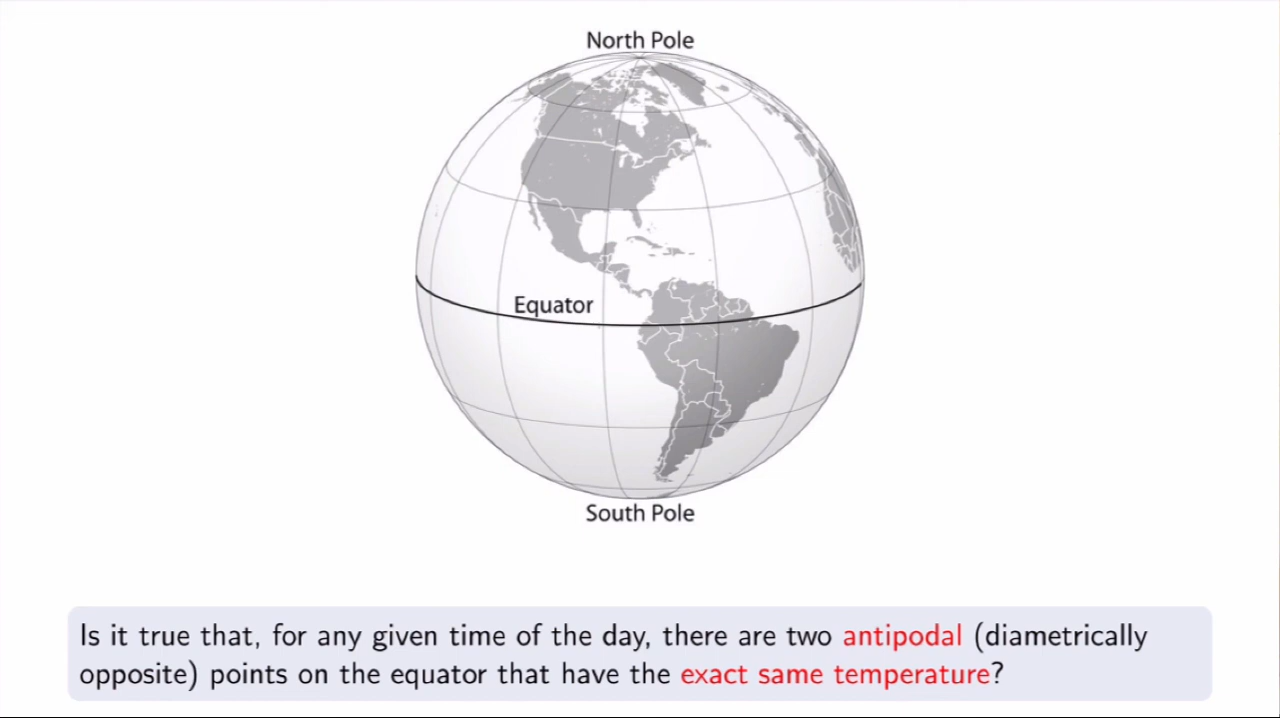 North Pole
Equator
South Pole
Is it true that, for any given time of the day, there are two antipodal (diametrically
opposite) points on the equator that have the exact same temperature?